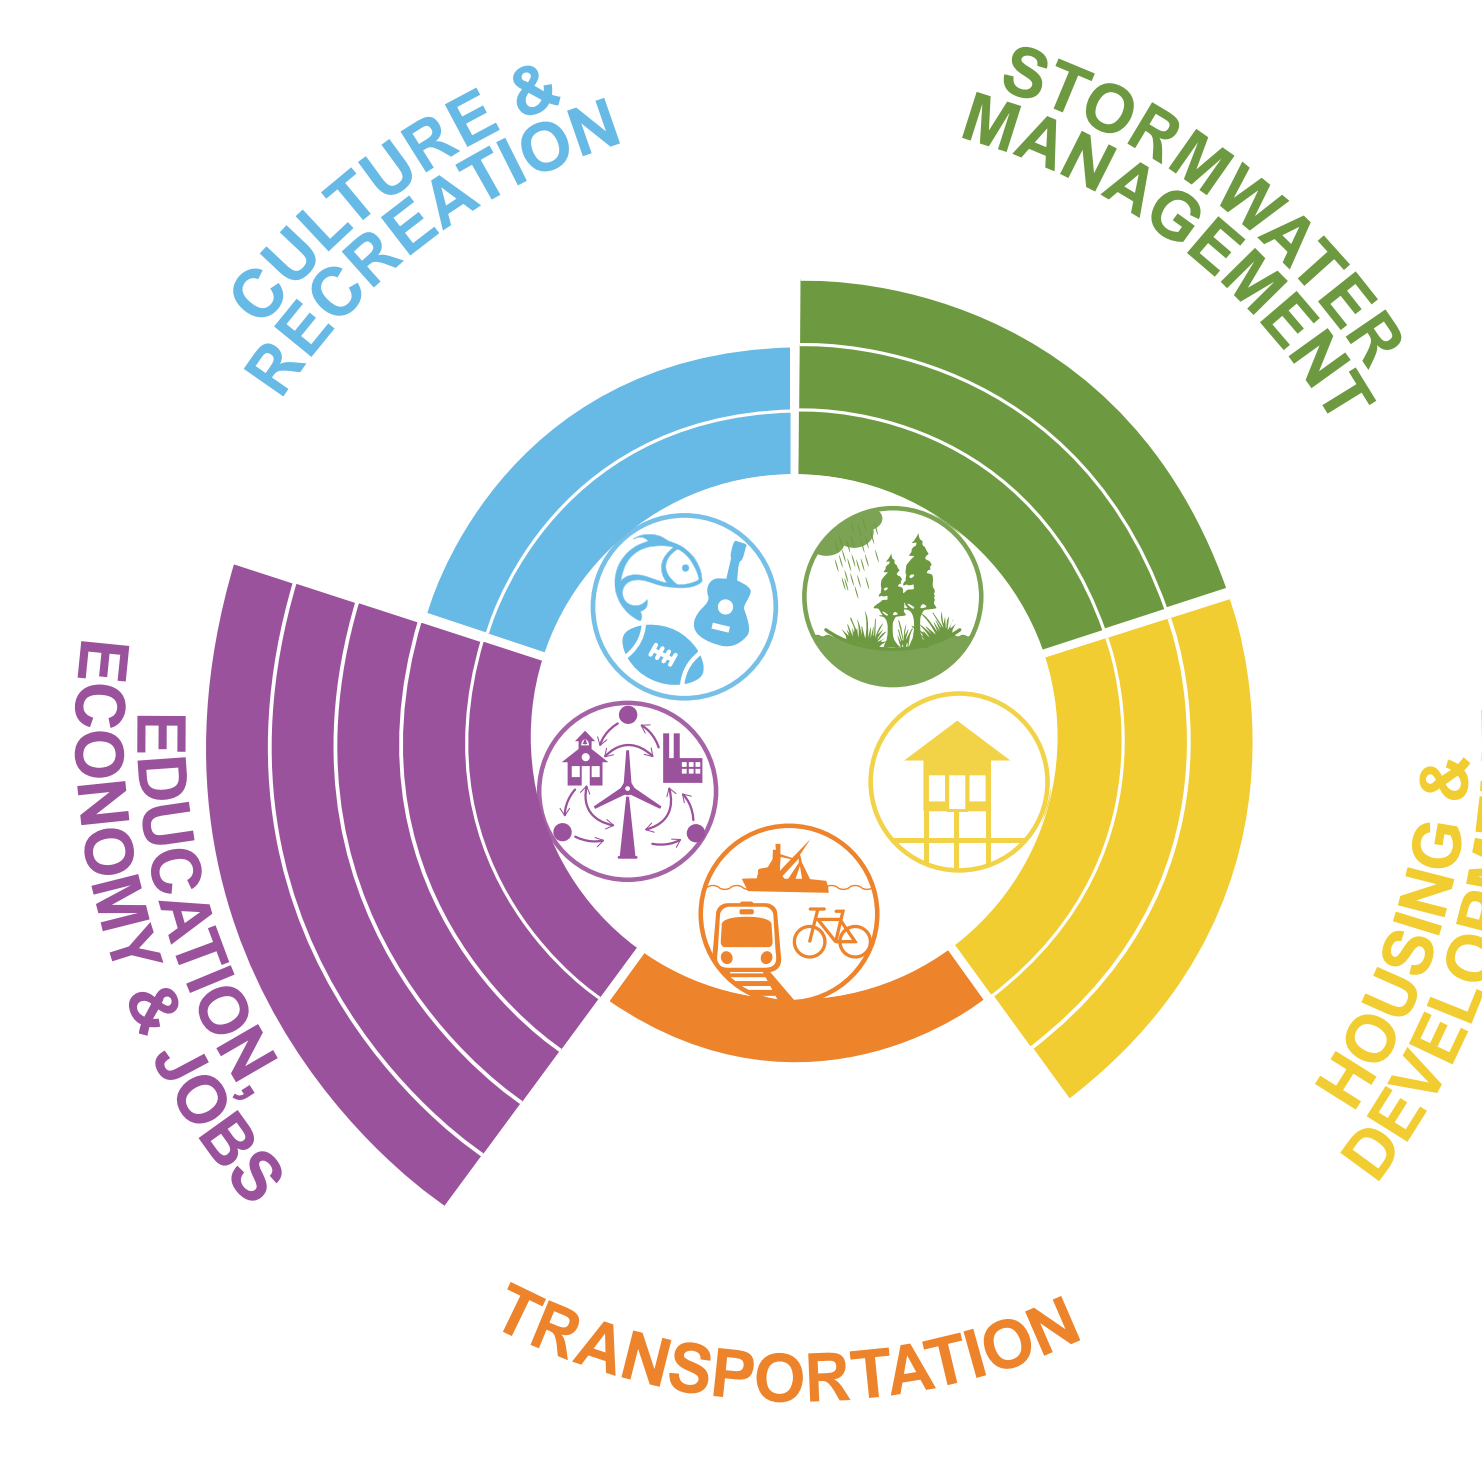 CULTURE &
RECREATION
STORMWATER
MANAGEMENT
EDUCATION,
ECONOMY & JOBS
HOUSING &
TRANSPORTATION